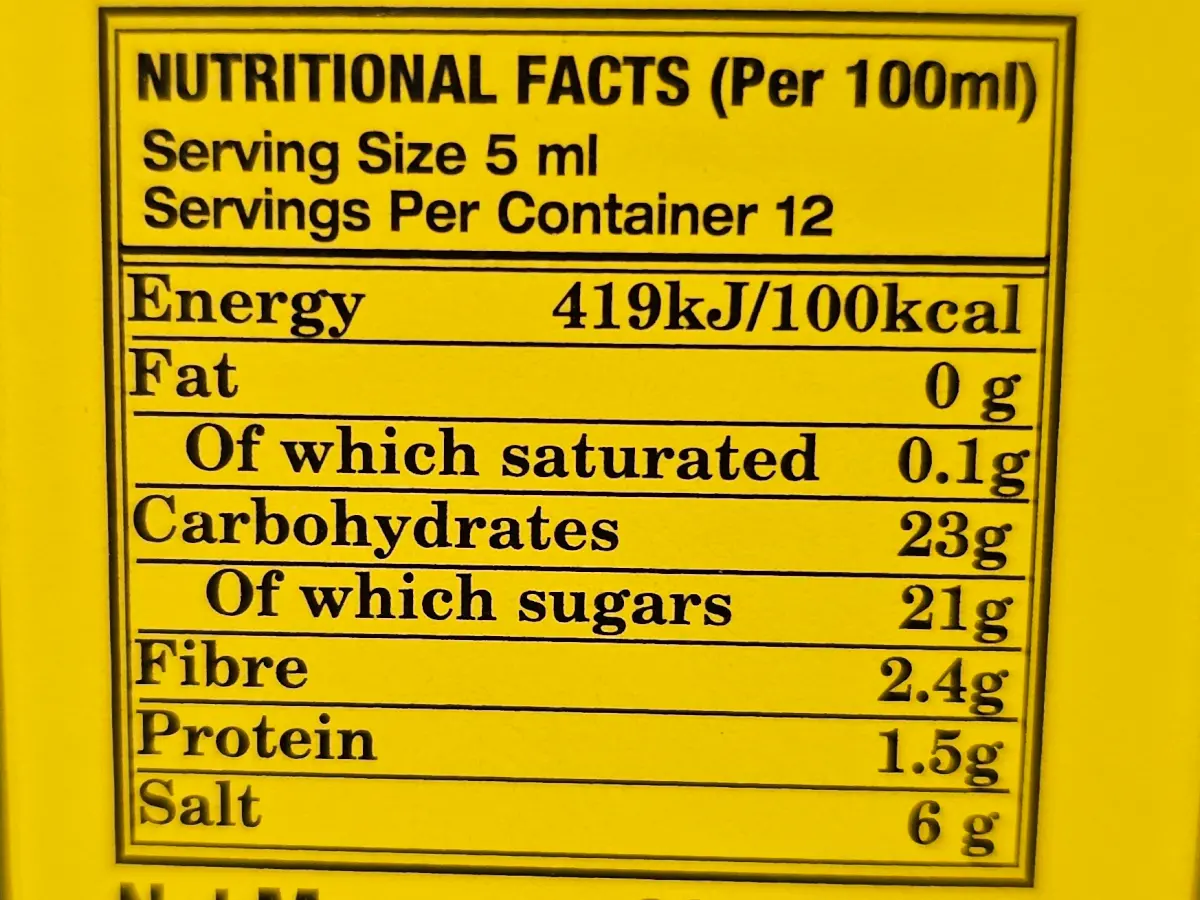 NUTRITIONAL FACTS (Per 100ml)
Serving Size 5 ml
Servings Per Container 12
Energy 419kJ/100kcal
Fat 0 g
Of which saturated 0.1g
Carbohydrates 23g
Of which sugars 21g
Fibre 2.4g
Protein 1.5g
Salt 6 g